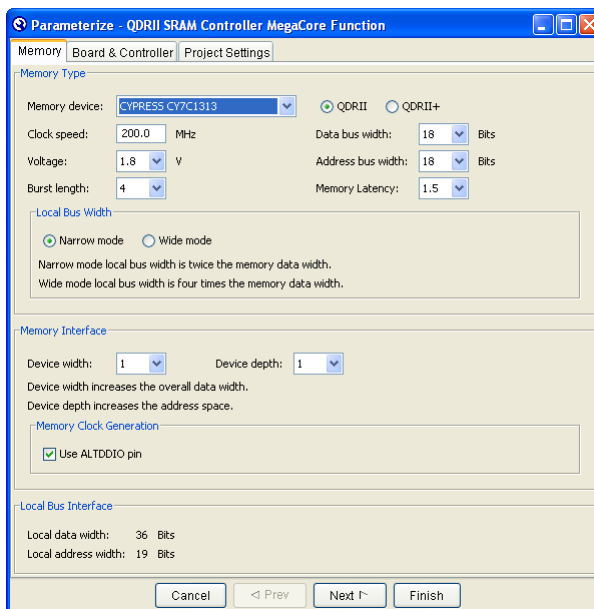 Parameterize - QDRII SRAM Controller MegaCore Function
Memory Board & Controller Project Settings
Memory Type
Memory device: CYPRESS CY7C1313 QDRII QDRII+
Clock speed: 200.0 MHz Data bus width: 18 Bits
Voltage: 1.8 V Address bus width: 18 Bits
Burst length: 4 Memory Latency: 1.5
Local Bus Width
Narrow mode Wide mode
Narrow mode local bus width is twice the memory data width.
Wide mode local bus width is four times the memory data width.
Memory Interface
Device width: 1 Device depth: 1
Device width increases the overall data width.
Device depth increases the address space.
Memory Clock Generation
Use ALTDDIO pin
Local Bus Interface
Local data width: 36 Bits
Local address width: 19 Bits
Cancel Prev Next Finish